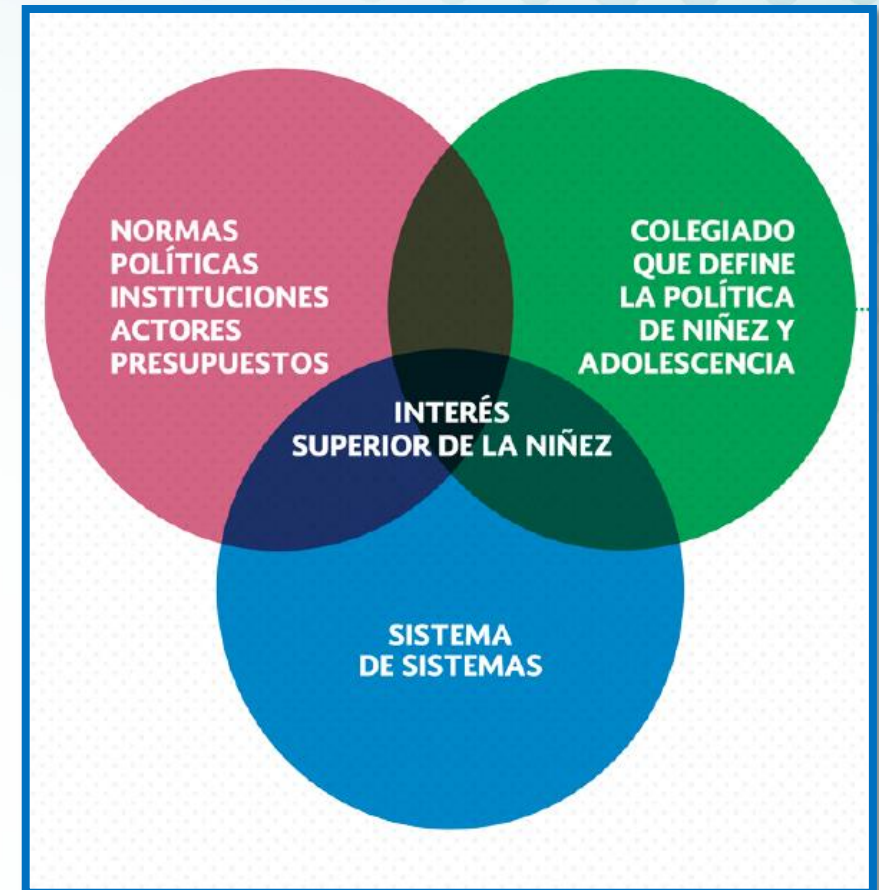 NORMAS
POLÍTICAS
INSTITUCIONES
ACTORES
PRESUPUESTOS
COLEGIADO
QUE DEFINE
LA POLÍTICA
DE NIÑEZ Y
ADOLESCENCIA
INTERÉS
SUPERIOR DE LA NIÑEZ
SISTEMA
DE SISTEMAS